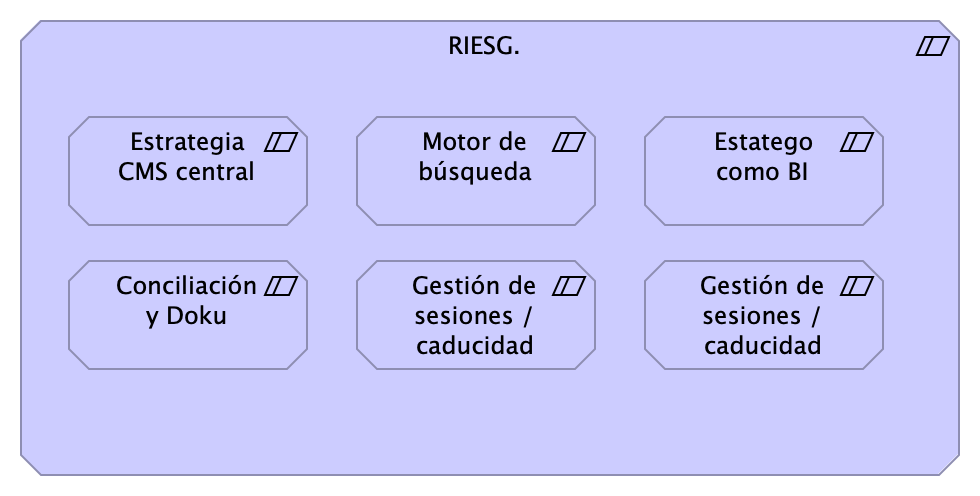 RIESG.
Estrategia
CMS central
Motor de
búsqueda
Estatego
como BI
Conciliación
y Doku
Gestión de
sesiones /
caducidad
Gestión de
sesiones /
caducidad